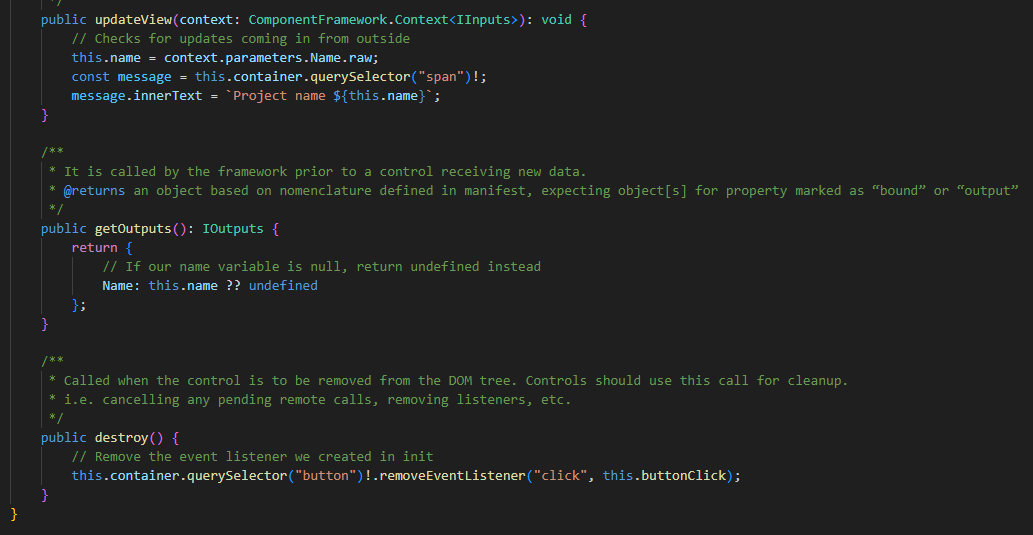 */
public updateView(context: ComponentFramework.Context<IInputs>): void {
// Checks for updates coming in from outside
this.name = context.parameters.Name.raw;
const message = this.container.querySelector("span")!;
message.innerText = `Project name ${this.name}`;
}
/**
* It is called by the framework prior to a control receiving new data.
* @returns an object based on nomenclature defined in manifest, expecting object[s] for property marked as “bound” or “output”
*/
public getOutputs(): IOutputs {
return {
// If our name variable is null, return undefined instead
Name: this.name ?? undefined
};
}
/**
* Called when the control is to be removed from the DOM tree. Controls should use this call for cleanup.
* i.e. cancelling any pending remote calls, removing listeners, etc.
*/
public destroy() {
// Remove the event listener we created in init
this.container.querySelector("button")!.removeEventListener("click", this.buttonClick);
}
}